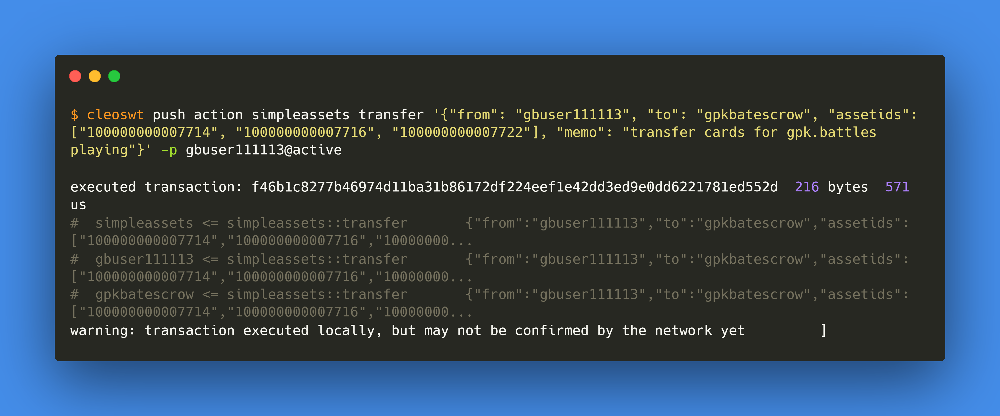 $ cleoswt push action simpleassets transfer '{"from": "gbuser111113", "to": "gpkbatescrow", "assetids":
["100000000007714", "100000000007716", "100000000007722"], "memo": "transfer cards for gpk.battles
playing"}' -p gbuser111113@active
executed transaction: f46b1c8277b46974d11ba31b86172df224eef1e42dd3ed9e0dd6221781ed552d  216 bytes  571
us
#  simpleassets <= simpleassets::transfer       {"from":"gbuser111113","to":"gpkbatescrow","assetids":
["100000000007714","100000000007716","10000000...
#  gbuser111113 <= simpleassets::transfer       {"from":"gbuser111113","to":"gpkbatescrow","assetids":
["100000000007714","100000000007716","10000000...
#  gpkbatescrow <= simpleassets::transfer       {"from":"gbuser111113","to":"gpkbatescrow","assetids":
["100000000007714","100000000007716","10000000...
warning: transaction executed locally, but may not be confirmed by the network yet         ]